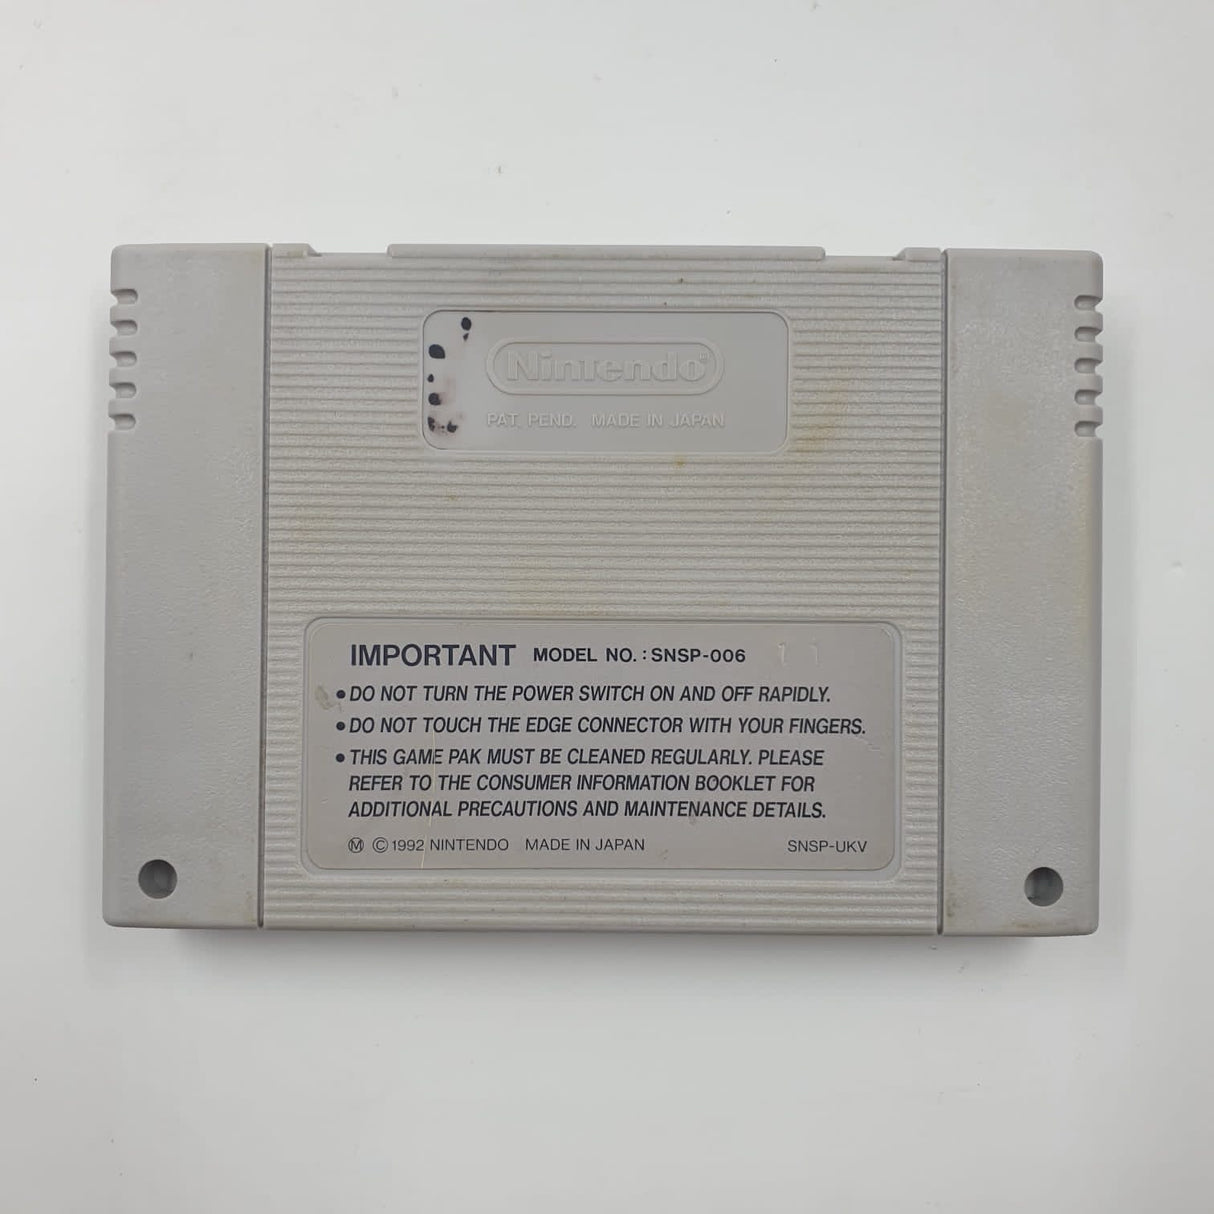 Nintendo
PAT. PEND. MADE IN JAPAN
IMPORTANT MODEL NO.: SNSP-006 11
● DO NOT TURN THE POWER SWITCH ON AND OFF RAPIDLY.
● DO NOT TOUCH THE EDGE CONNECTOR WITH YOUR FINGERS.
● THIS GAME PAK MUST BE CLEANED REGULARLY. PLEASE
REFER TO THE CONSUMER INFORMATION BOOKLET FOR
ADDITIONAL PRECAUTIONS AND MAINTENANCE DETAILS.
Ⓜ © 1992 NINTENDO MADE IN JAPAN SNSP-UKV